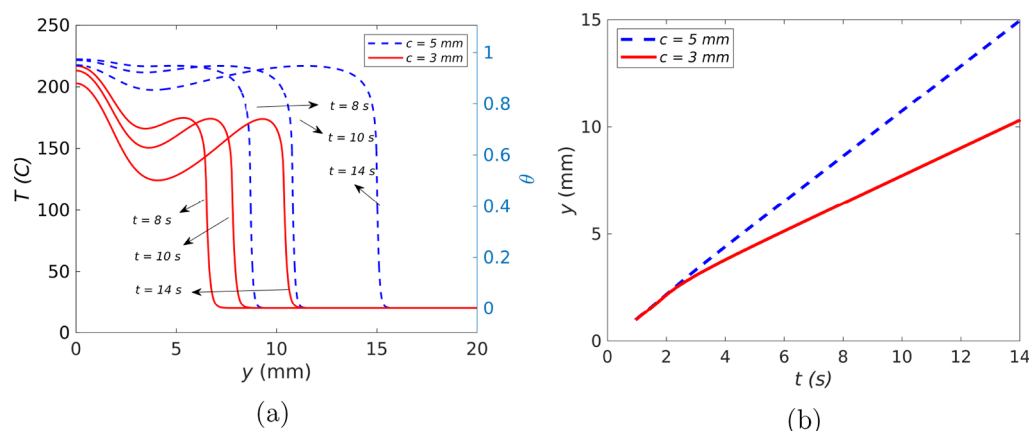 250
200
150
100
50
0
T (C)
0 5 10 15 20
y (mm)
1
0.8
0.6
0.4
0.2
0
θ
c = 5 mm
c = 3 mm
t = 8 s
t = 10 s
t = 14 s
t = 8 s
t = 10 s
t = 14 s
(a)
15
10
5
0
y (mm)
0 2 4 6 8 10 12 14
t (s)
c = 5 mm
c = 3 mm
(b)